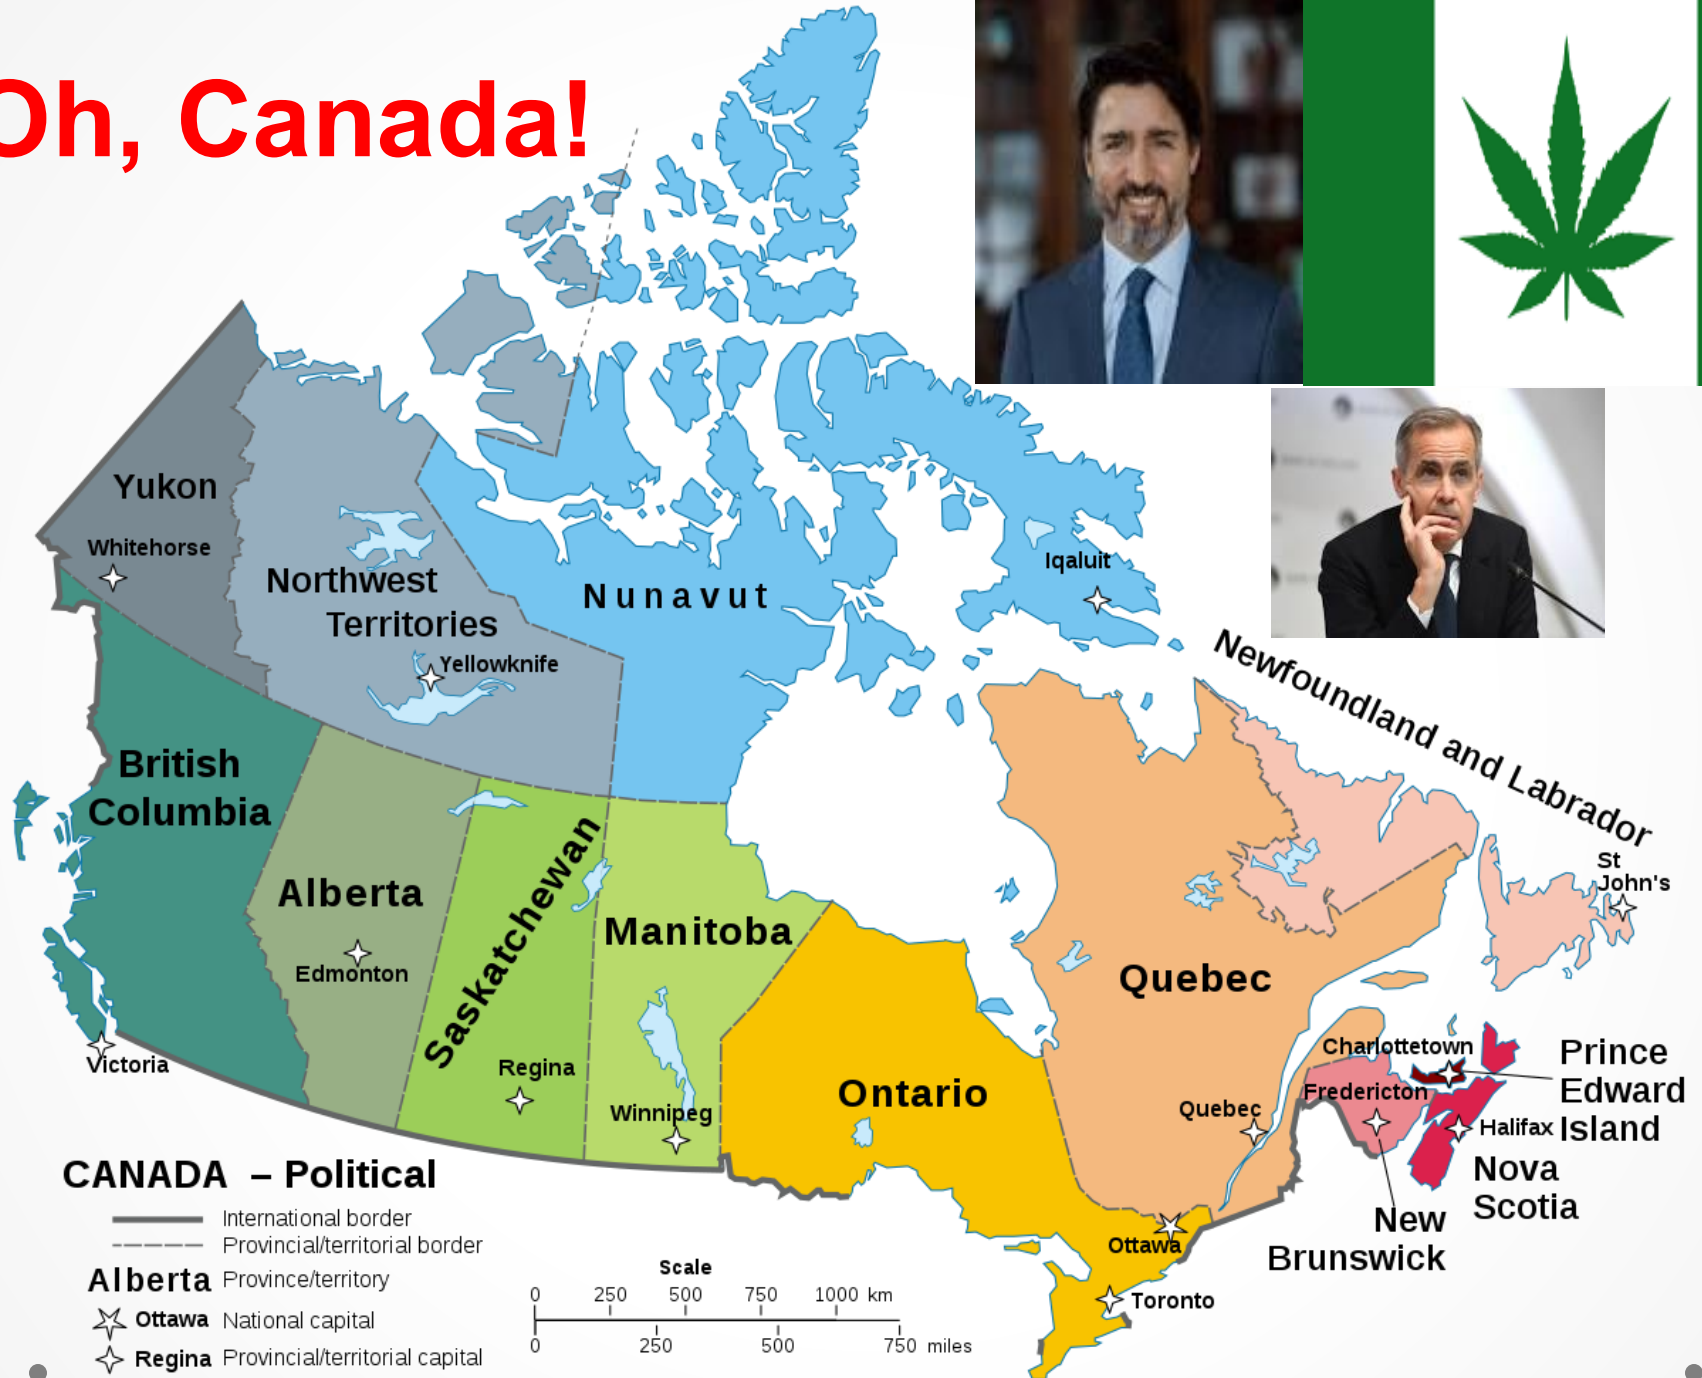 Oh, Canada!
Yukon
Whitehorse
Northwest
Territories
Yellowknife
Nunavut
Iqaluit
Newfoundland and Labrador
St
John's
British
Columbia
Victoria
Alberta
Edmonton
Saskatchewan
Regina
Manitoba
Winnipeg
Ontario
Ottawa
Toronto
Quebec
Quebec
Charlottetown
Fredericton
Halifax
Prince
Edward
Island
Nova
Scotia
New
Brunswick
CANADA – Political
International border
Provincial/territorial border
Alberta Province/territory
Ottawa National capital
Regina Provincial/territorial capital
Scale
0 250 500 750 1000 km
0 250 500 750 miles